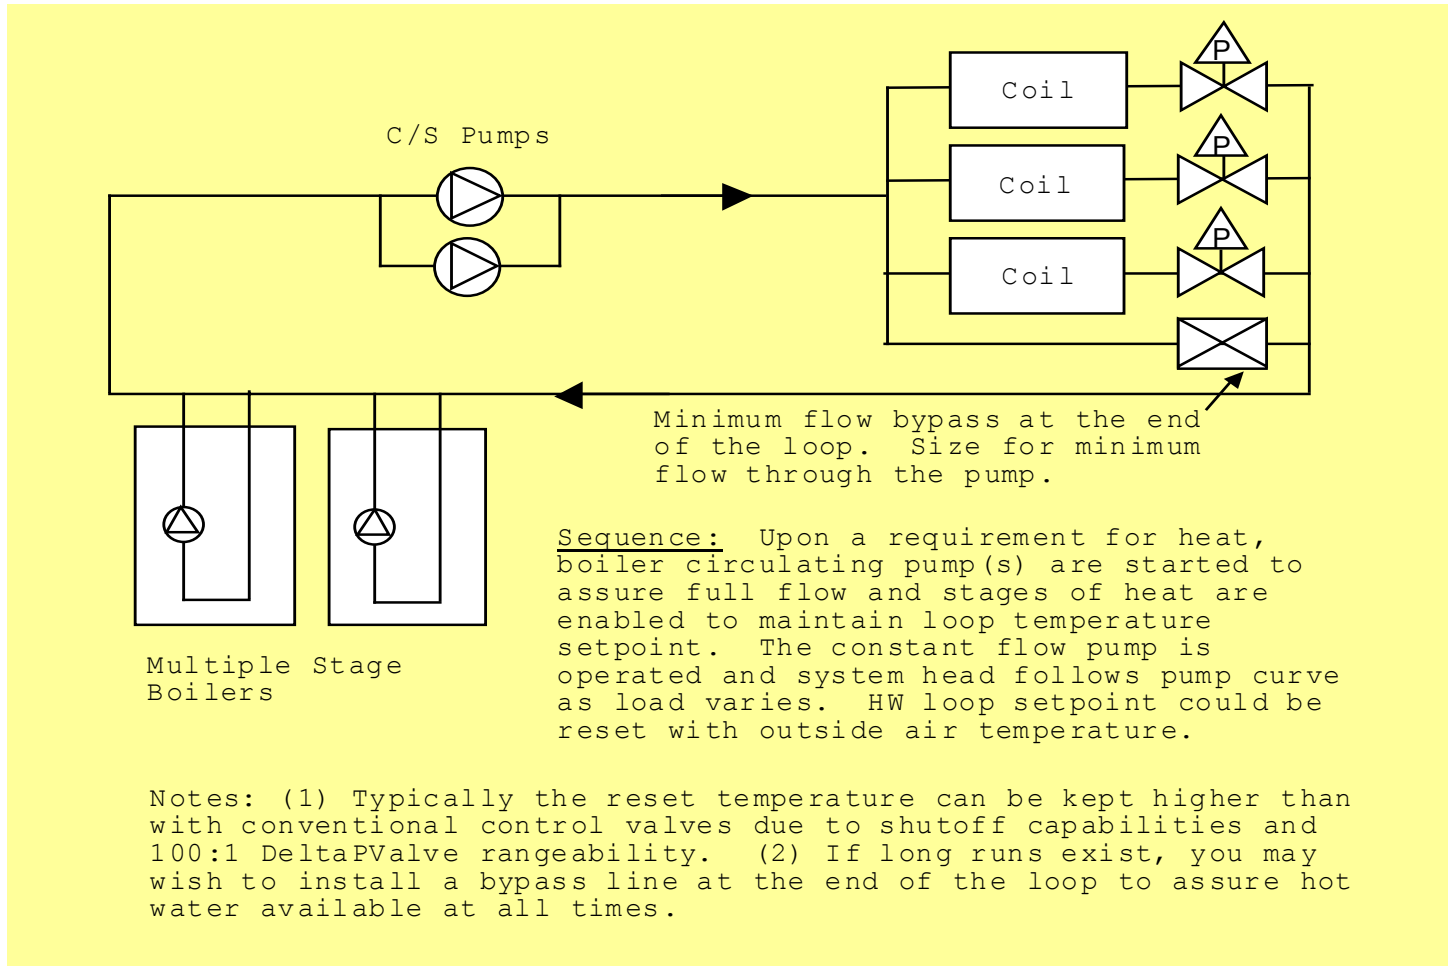 P
Coil
C/S Pumps
P
Coil
P
Coil
Minimum flow bypass at the end
of the loop.  Size for minimum
flow through the pump.
Sequence:  Upon a requirement for heat,
boiler circulating pump(s) are started to
assure full flow and stages of heat are
enabled to maintain loop temperature
setpoint.  The constant flow pump is
operated and system head follows pump curve
as load varies.  HW loop setpoint could be
reset with outside air temperature.
Multiple Stage
Boilers
Notes: (1) Typically the reset temperature can be kept higher than
with conventional control valves due to shutoff capabilities and
100:1 DeltaPValve rangeability.  (2) If long runs exist, you may
wish to install a bypass line at the end of the loop to assure hot
water available at all times.